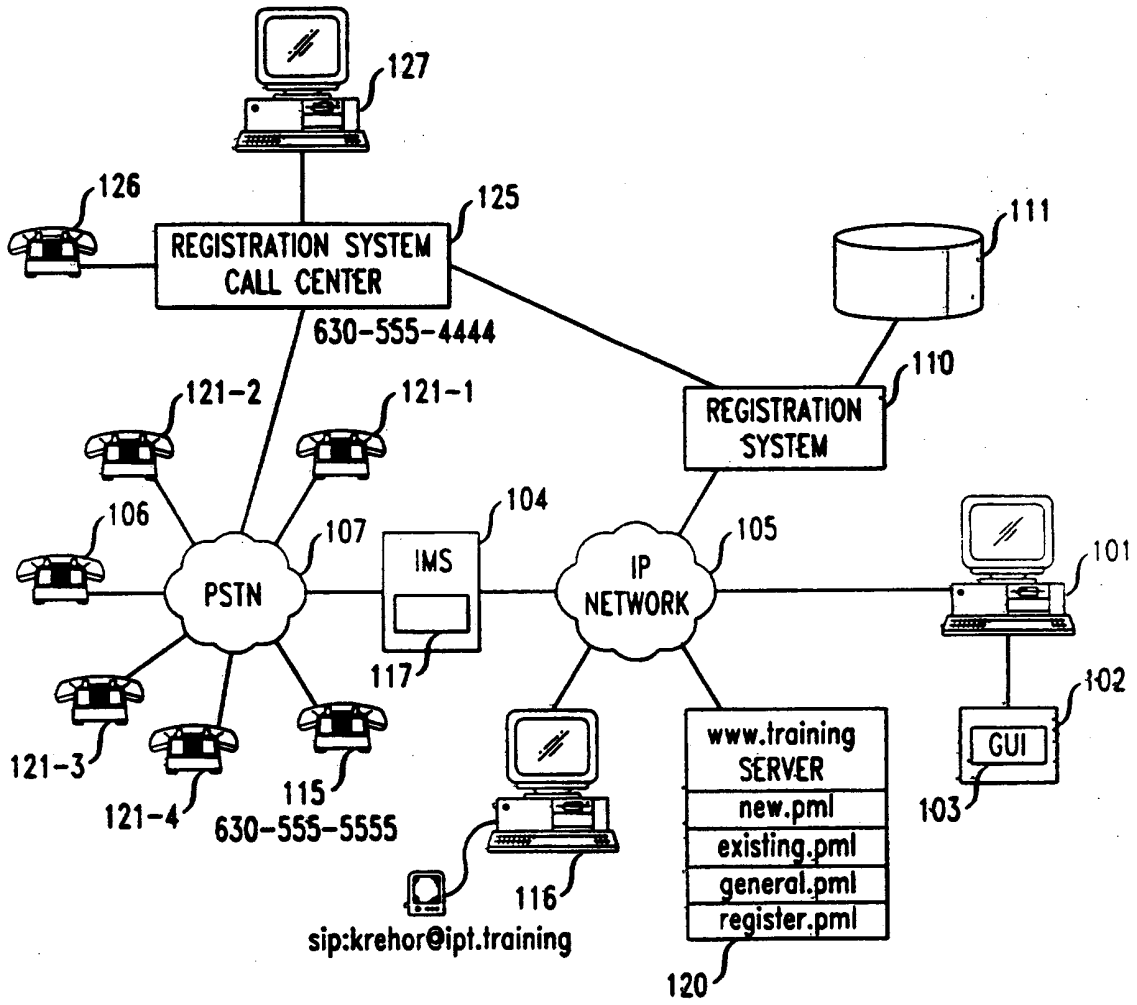 127
126
125
REGISTRATION SYSTEM
CALL CENTER
111
630-555-4444
110
121-2
121-1
REGISTRATION
SYSTEM
106
107
104
105
101
IMS
PSTN
IP
NETWORK
117
102
www.training
SERVER
GUI
121-3
115
103
121-4
630-555-5555
new.pml
existing.pml
116
general.pml
register.pml
sip:krehor@ipt.training
120